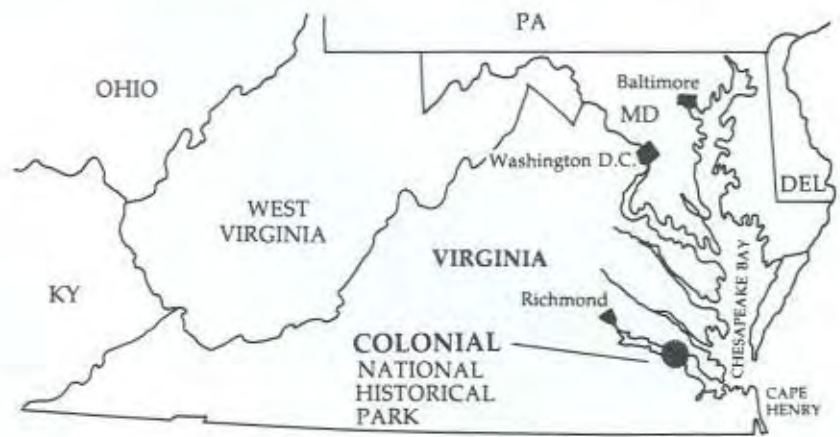 PA
OHIO
Baltimore
MD
Washington D.C.
DEL
WEST
VIRGINIA
VIRGINIA
KY
Richmond
CHESAPEAKE BAY
COLONIAL
NATIONAL
HISTORICAL
PARK
CAPE
HENRY